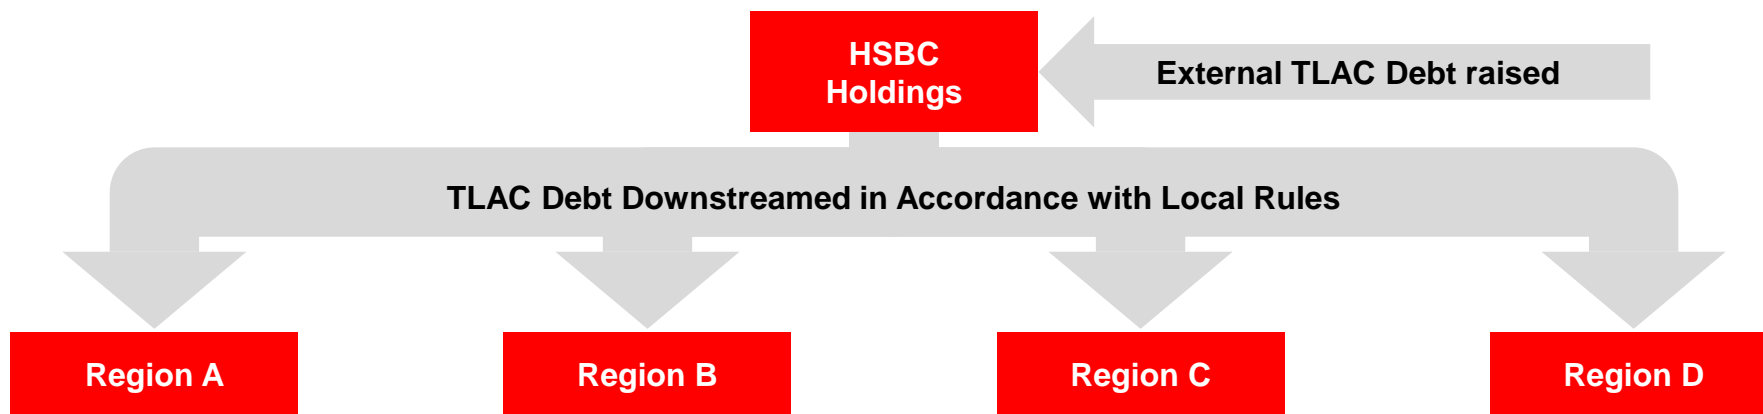 HSBC
Holdings
External TLAC Debt raised
TLAC Debt Downstreamed in Accordance with Local Rules
Region A
Region B
Region C
Region D